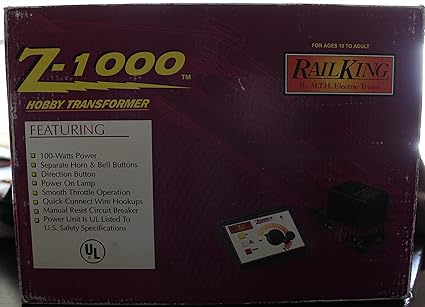 Z-1000 TM
HOBBY TRANSFORMER
FOR AGES 10 TO ADULT
RAILKING
By M.T.H. Electric Trains
FEATURING
100-Watts Power
Separate Horn & Bell Buttons
Direction Button
Power On Lamp
Smooth Throttle Operation
Quick-Connect Wire Hookups
Manual Reset Circuit Breaker
Power Unit Is UL Listed To
U.S. Safety Specifications
UL